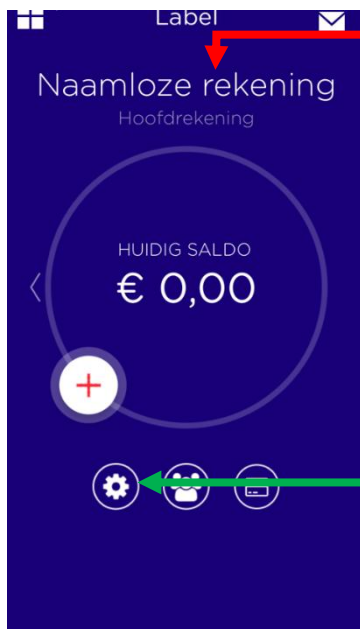 Label
Naamloze rekening
Hoofdrekening
HUIDIG SALDO
€ 0,00